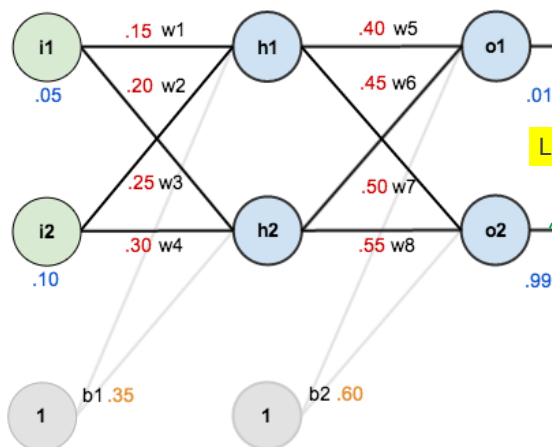 .15 w1
.40 w5
i1
h1
o1
.20 w2
.45 w6
.05
.01
L
.25 w3
.50 w7
i2
h2
o2
.30 w4
.55 w8
.10
.99
b1 .35
b2 .60
1
1